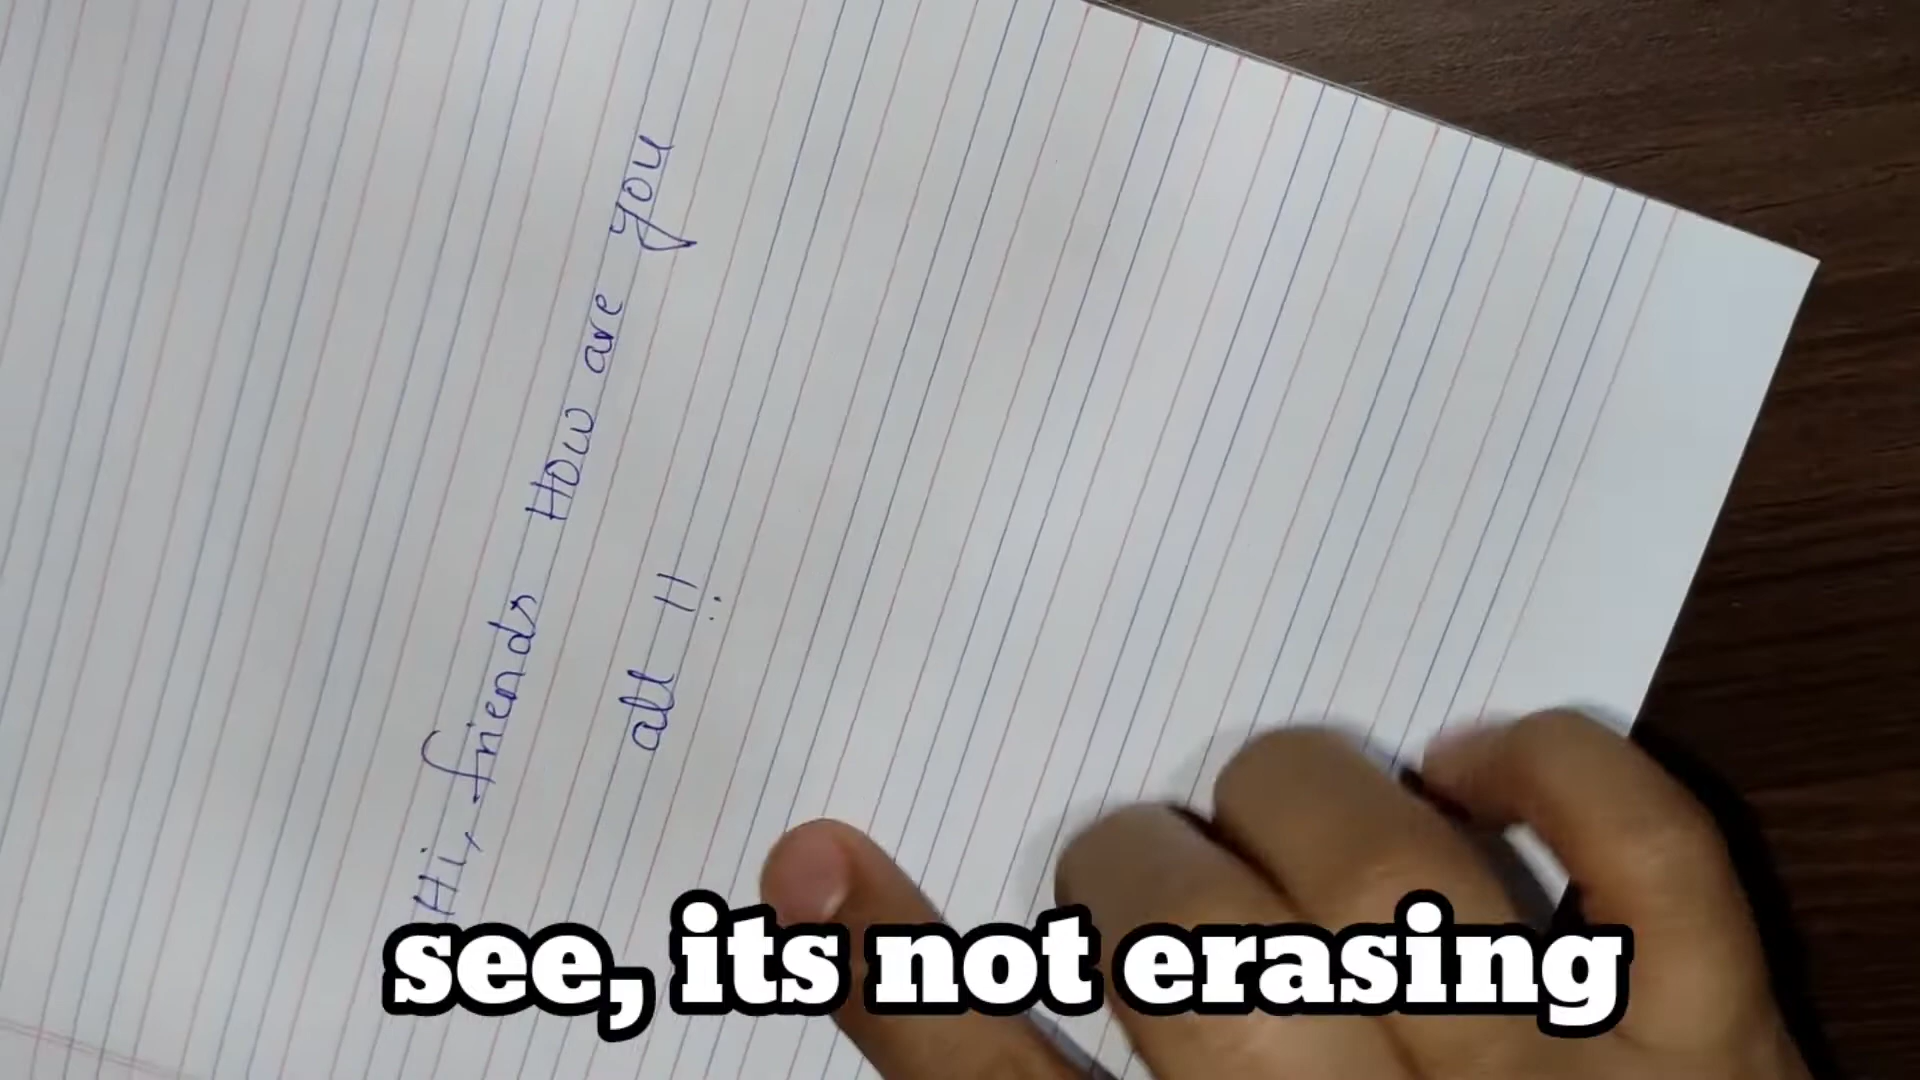 Hi, friends How are you
all !!
see, its not erasing